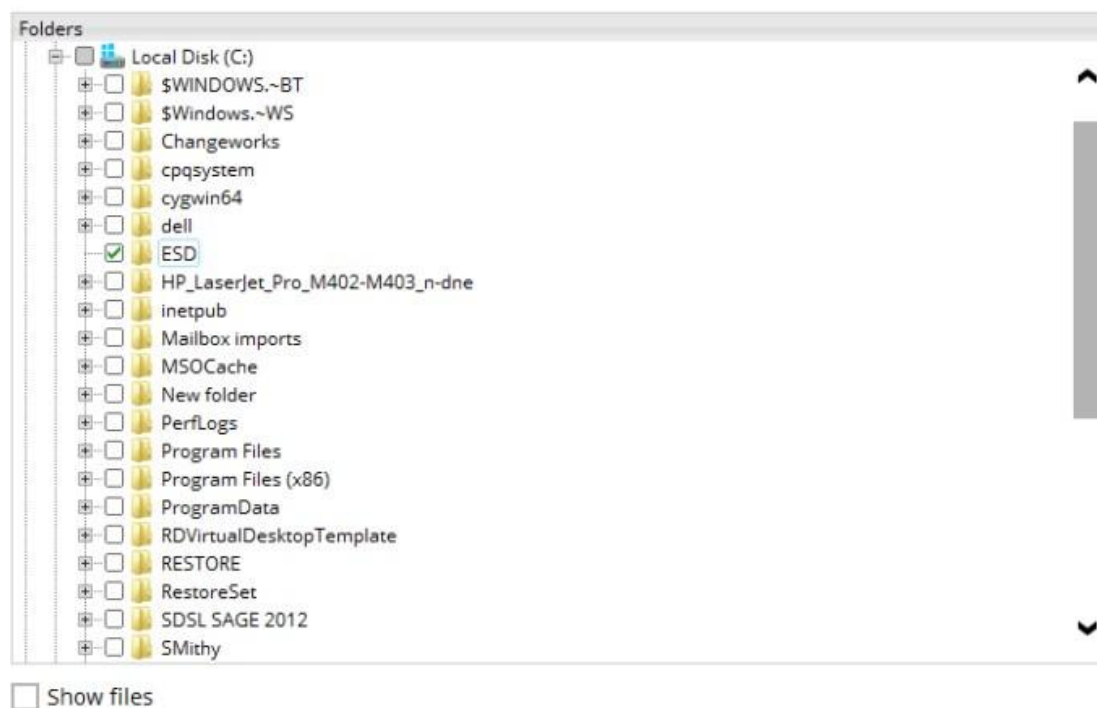 Folders
Local Disk (C:)
$WINDOWS.~BT
$Windows.~WS
Changeworks
cpqsystem
cygwin64
dell
ESD
HP_LaserJet_Pro_M402-M403_n-dne
inetpub
Mailbox imports
MSOCache
New folder
PerfLogs
Program Files
Program Files (x86)
ProgramData
RDVirtualDesktopTemplate
RESTORE
RestoreSet
SDSL SAGE 2012
SMithy
Show files